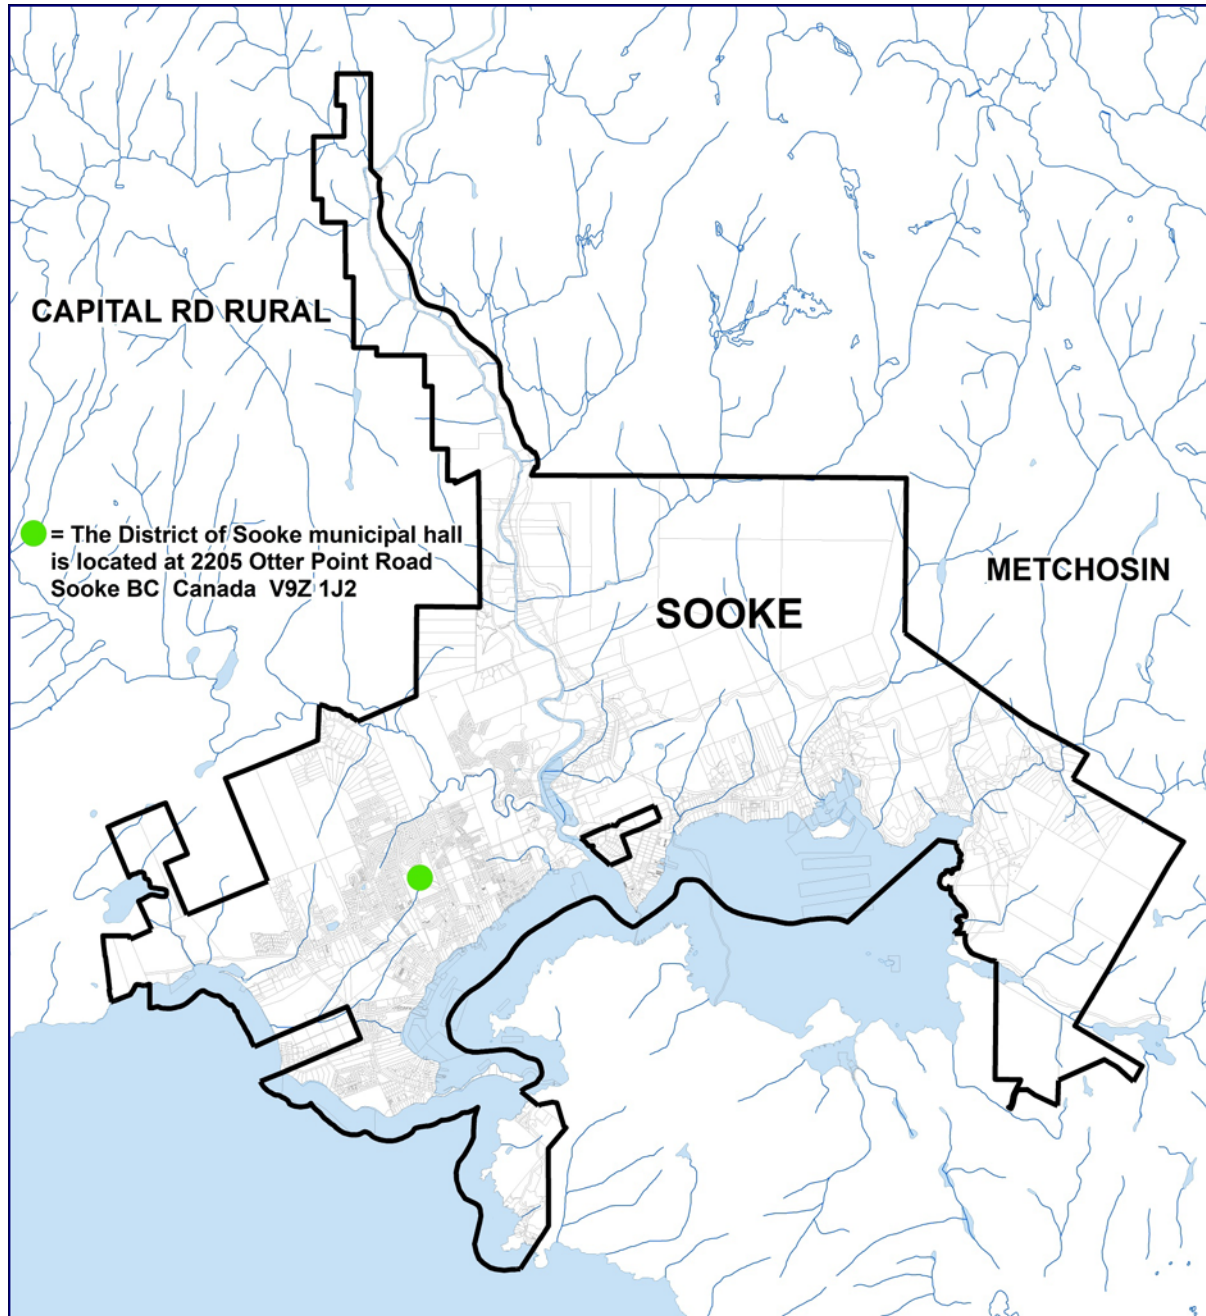 CAPITAL RD RURAL
= The District of Sooke municipal hall
is located at 2205 Otter Point Road
Sooke BC Canada V9Z 1J2
METCHOSIN
SOOKE